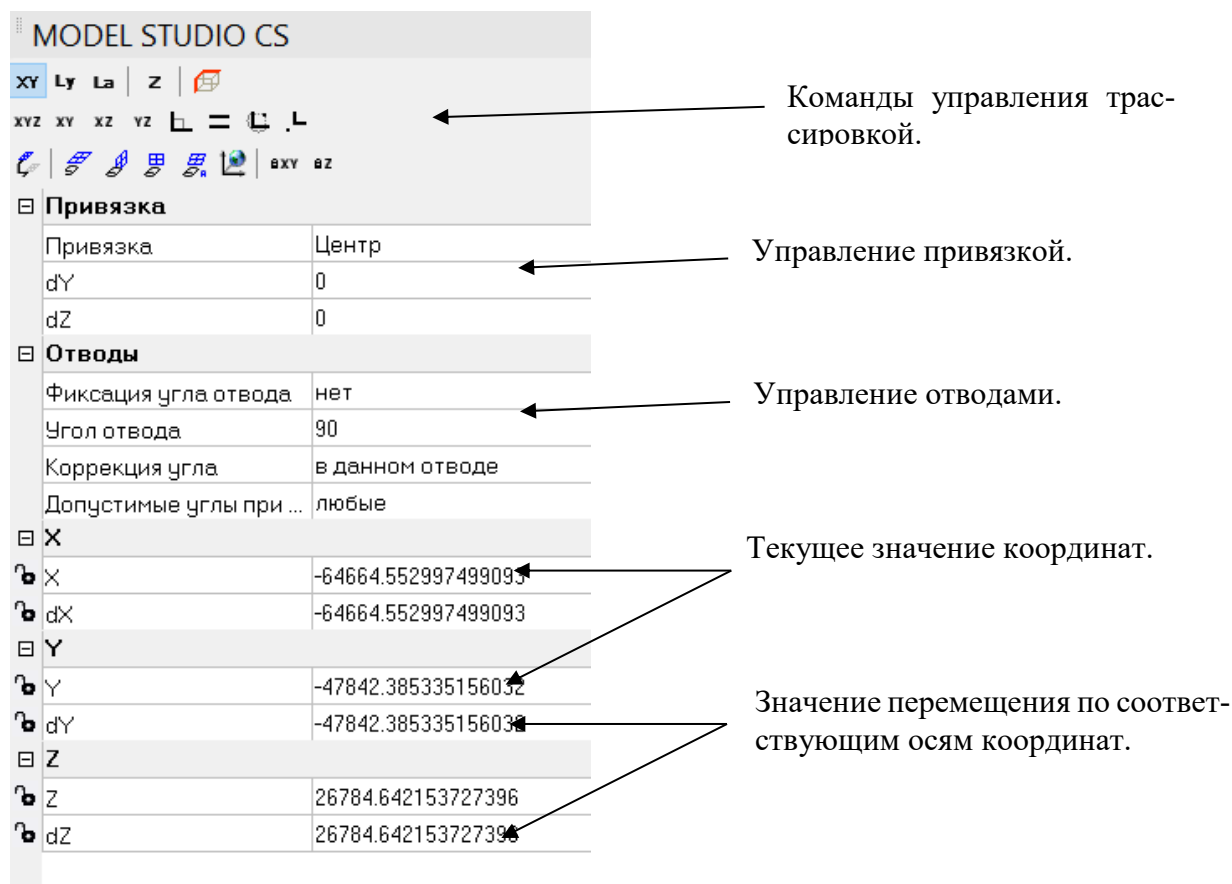 MODEL STUDIO CS
XY Ly La Z
XYZ XY XZ YZ
θXY θZ
Команды управления трас-
сировкой.
Привязка
Привязка Центр
dY 0
dZ 0
Управление привязкой.
Отводы
Фиксация угла отвода нет
Угол отвода 90
Коррекция угла в данном отводе
Допустимые углы при ... любые
Управление отводами.
X
X -64664.552997499093
dX -64664.552997499093
Текущее значение координат.
Y
Y -47842.385335156032
dY -47842.385335156032
Значение перемещения по соответ-
ствующим осям координат.
Z
Z 26784.642153727396
dZ 26784.642153727396